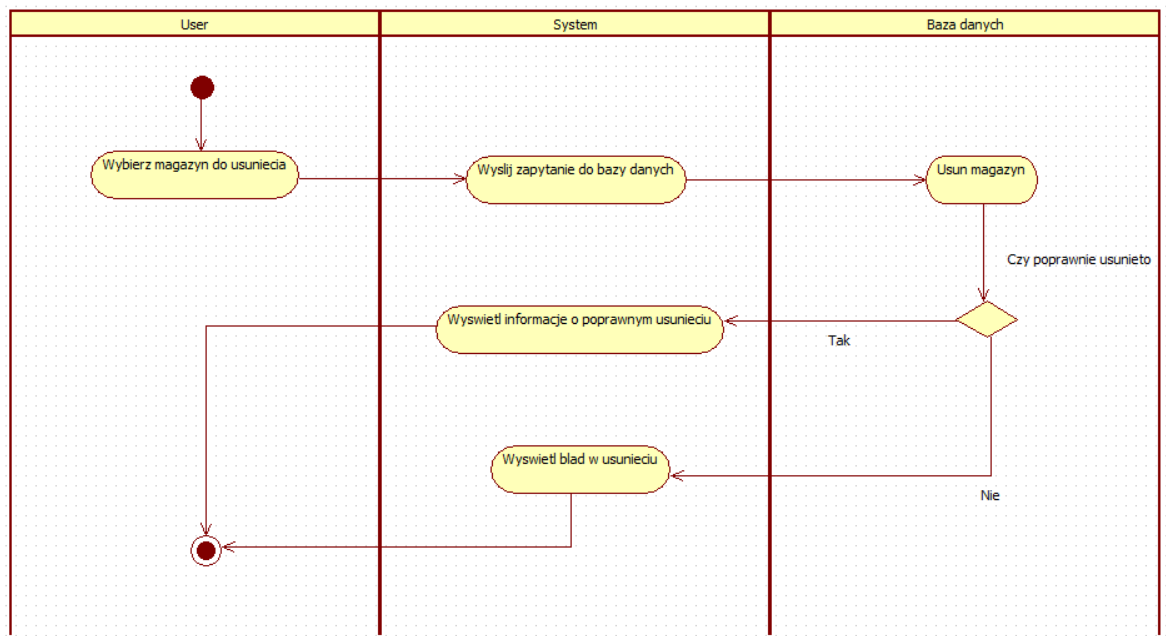 User
System
Baza danych
Wybierz magazyn do usuniecia
Wyslij zapytanie do bazy danych
Usun magazyn
Czy poprawnie usunieto
Wyswietl informacje o poprawnym usunieciu
Tak
Wyswietl blad w usunieciu
Nie